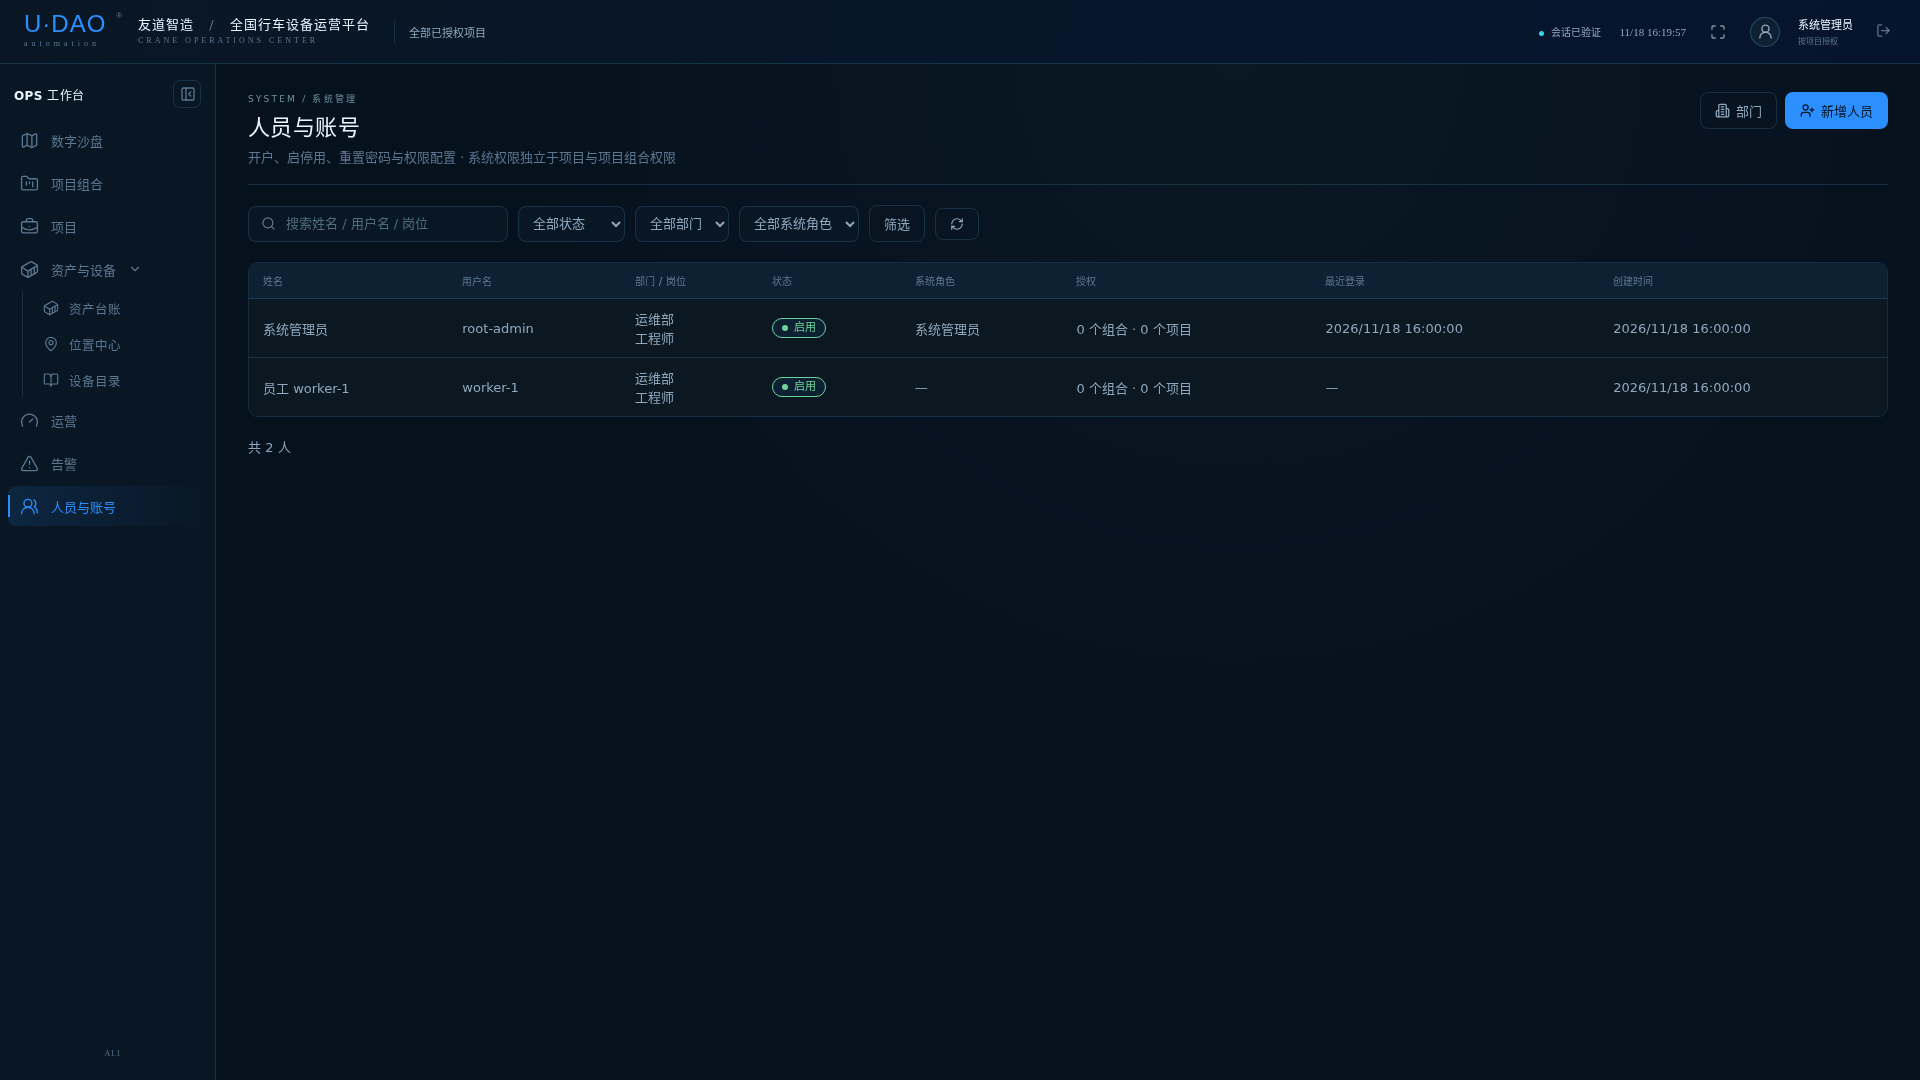 U·DAO ®
automation
友道智造 / 全国行车设备运营平台
CRANE OPERATIONS CENTER
全部已授权项目
会话已验证
11/18 16:19:57
系统管理员
按项目授权
OPS 工作台
数字沙盘
项目组合
项目
资产与设备
资产台账
位置中心
设备目录
运营
告警
人员与账号
A1.1
SYSTEM / 系统管理
人员与账号
开户、启停用、重置密码与权限配置 · 系统权限独立于项目与项目组合权限
部门
新增人员
搜索姓名 / 用户名 / 岗位
全部状态
全部部门
全部系统角色
筛选
姓名 用户名 部门 / 岗位 状态 系统角色 授权 最近登录 创建时间
系统管理员 root-admin 运维部 工程师 启用 系统管理员 0 个组合 · 0 个项目 2026/11/18 16:00:00 2026/11/18 16:00:00
员工 worker-1 worker-1 运维部 工程师 启用 — 0 个组合 · 0 个项目 — 2026/11/18 16:00:00
共 2 人